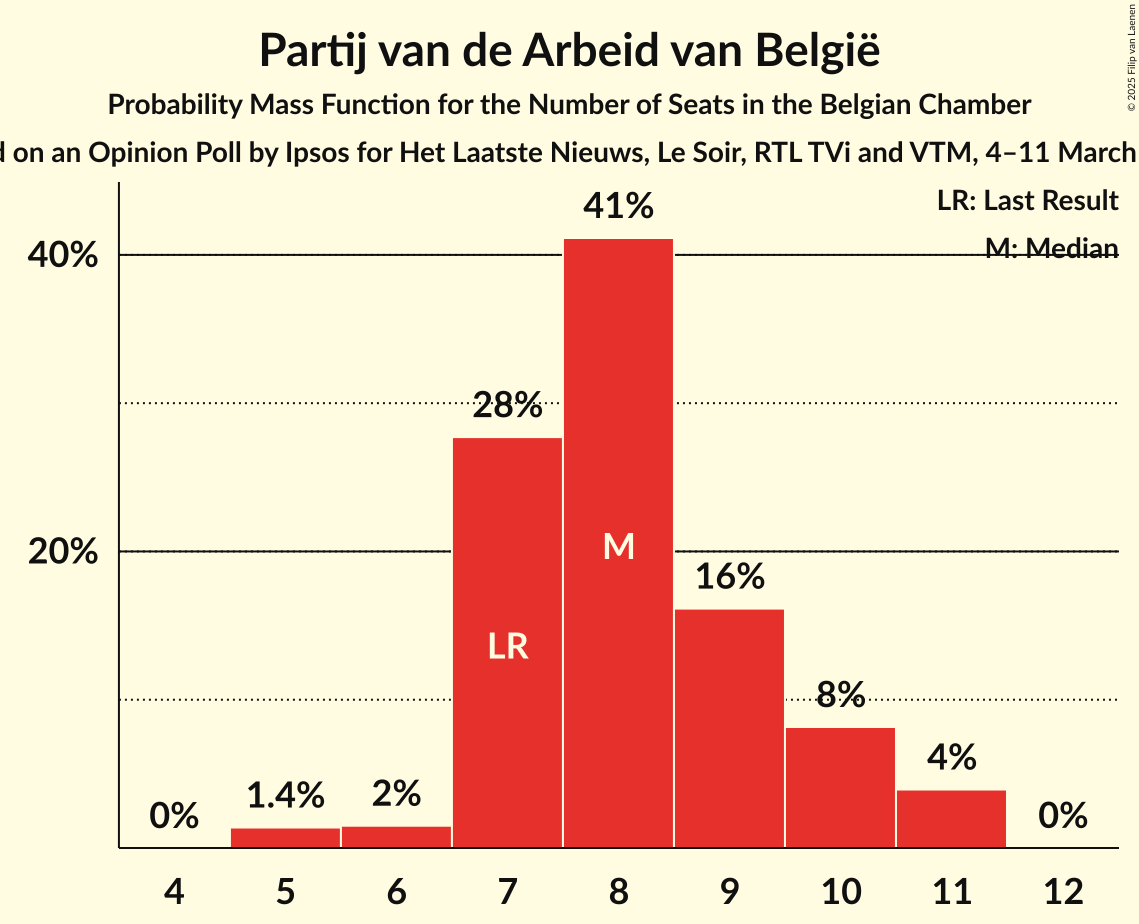 Partij van de Arbeid van België
Probability Mass Function for the Number of Seats in the Belgian Chamber
on an Opinion Poll by Ipsos for Het Laatste Nieuws, Le Soir, RTL TVi and VTM, 4–11 March
© 2025 Filip van Laenen
LR: Last Result
M: Median
41%
40%
28%
M
20%
16%
LR
8%
4%
1.4%
2%
0%
0%
4 5 6 7 8 9 10 11 12